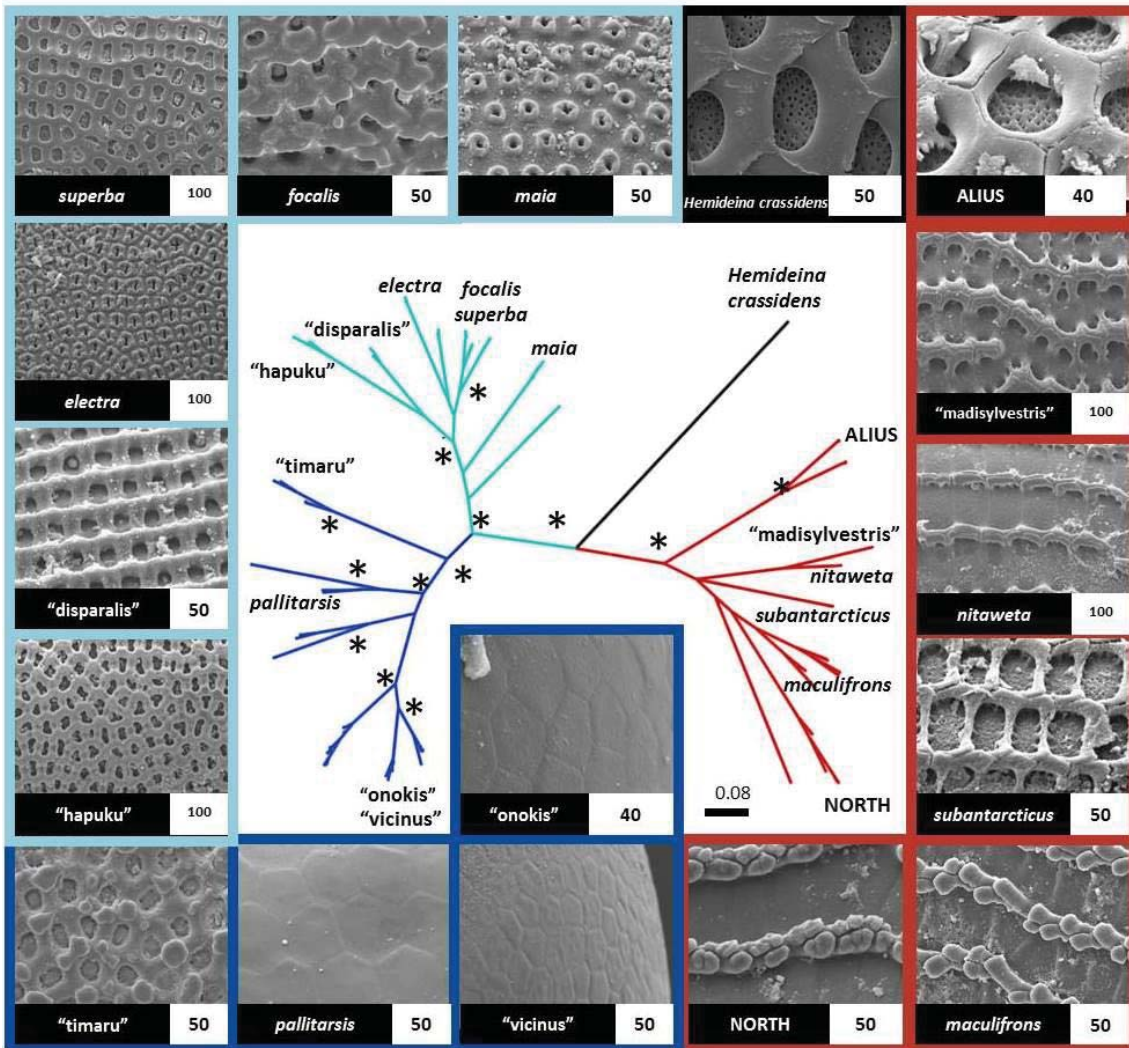 superba 100
focalis 50
maia 50
Hemideina crassidens 50
ALIUS 40
electra 100
"disparalis" 50
"hapuku" 100
"madisylvestris" 100
nitaweta 100
subantarcticus 50
electra
focalis
superba
"disparalis"
"hapuku"
maia
Hemideina
crassidens
"timaru"
ALIUS
"madisylvestris"
nitaweta
pallitarsis
subantarcticus
maculifrons
"onokis"
"vicinus"
0.08
NORTH
"onokis" 40
"timaru" 50
pallitarsis 50
"vicinus" 50
NORTH 50
maculifrons 50